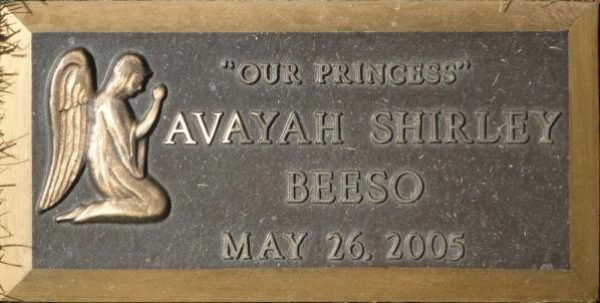 "OUR PRINCESS"
AVAYAH SHIRLEY
BEESO
MAY 26, 2005